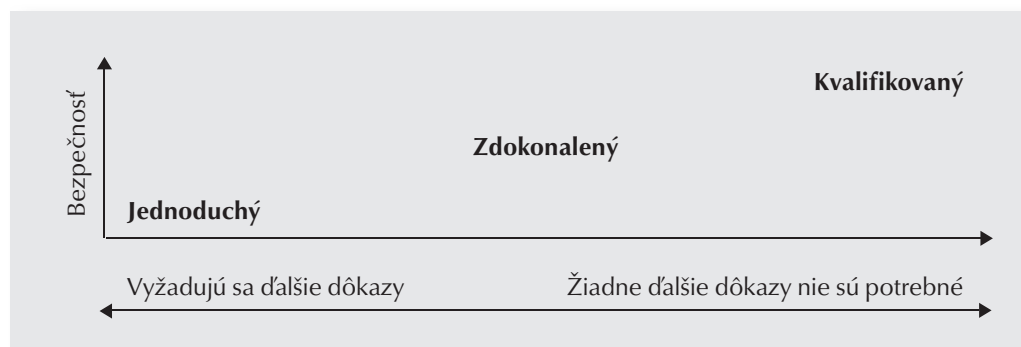 Kvalifikovaný
Bezpečnosť
Zdokonalený
Jednoduchý
Vyžadujú sa ďalšie dôkazy
Žiadne ďalšie dôkazy nie sú potrebné